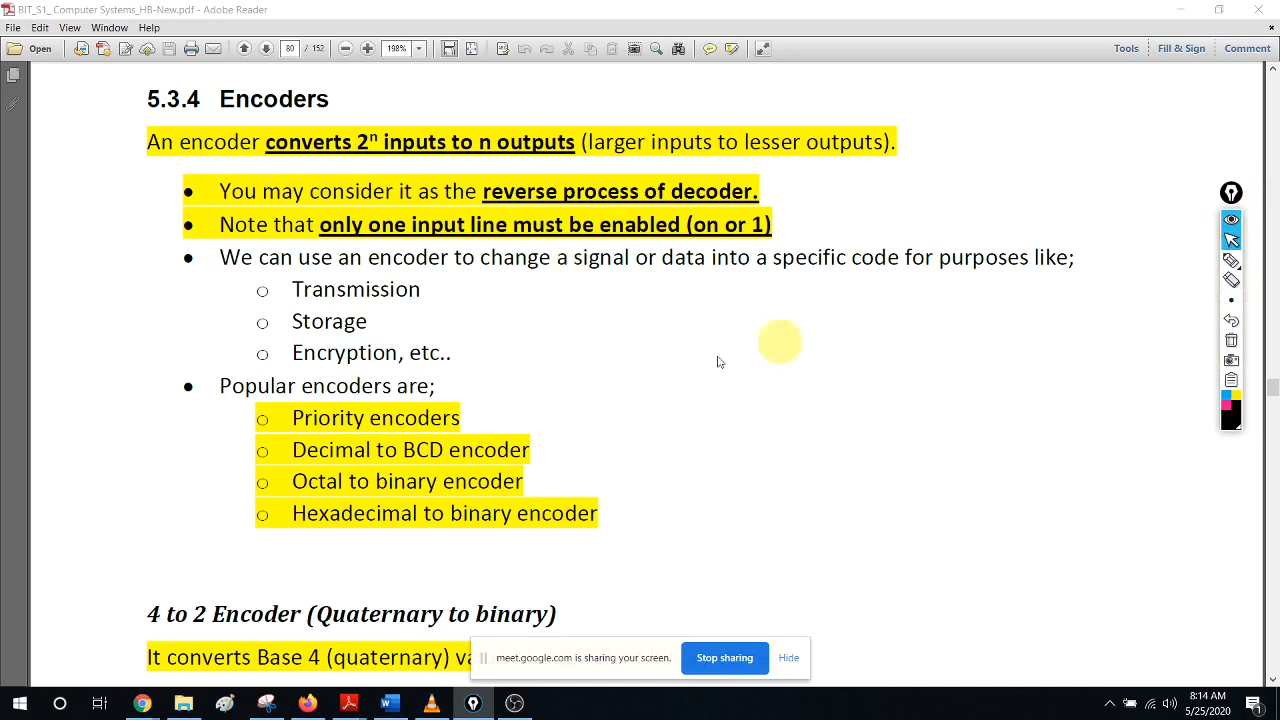 BIT_S1_ Computer Systems_HB-New.pdf - Adobe Reader
File Edit View Window Help
Open 80 / 152 198% Tools Fill & Sign Comment
5.3.4 Encoders
An encoder converts 2ⁿ inputs to n outputs (larger inputs to lesser outputs).
• You may consider it as the reverse process of decoder.
• Note that only one input line must be enabled (on or 1)
• We can use an encoder to change a signal or data into a specific code for purposes like;
○ Transmission
○ Storage
○ Encryption, etc..
• Popular encoders are;
○ Priority encoders
○ Decimal to BCD encoder
○ Octal to binary encoder
○ Hexadecimal to binary encoder
4 to 2 Encoder (Quaternary to binary)
It converts Base 4 (quaternary) va
meet.google.com is sharing your screen. Stop sharing Hide
8:14 AM
5/25/2020